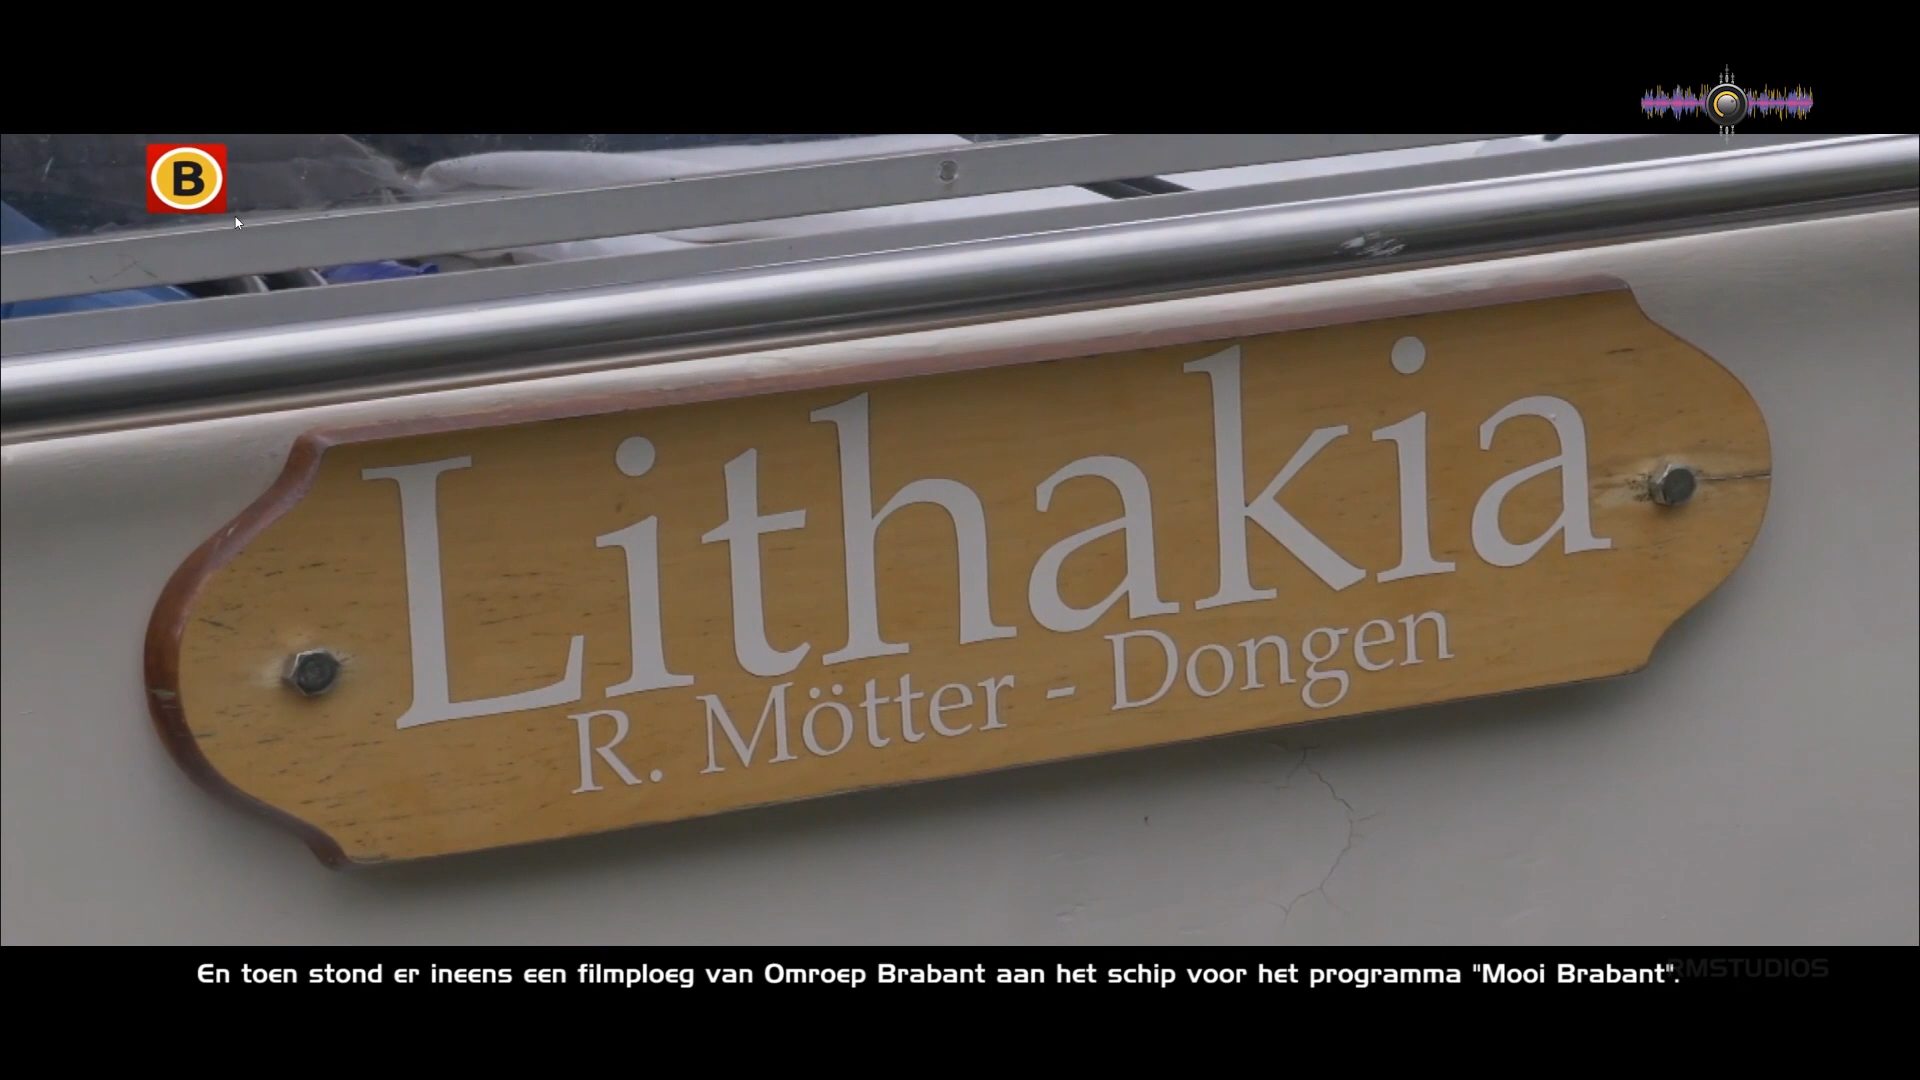 B
Lithakia
R. Mötter - Dongen
En toen stond er ineens een filmploeg van Omroep Brabant aan het schip voor het programma "Mooi Brabant".
RMSTUDIOS